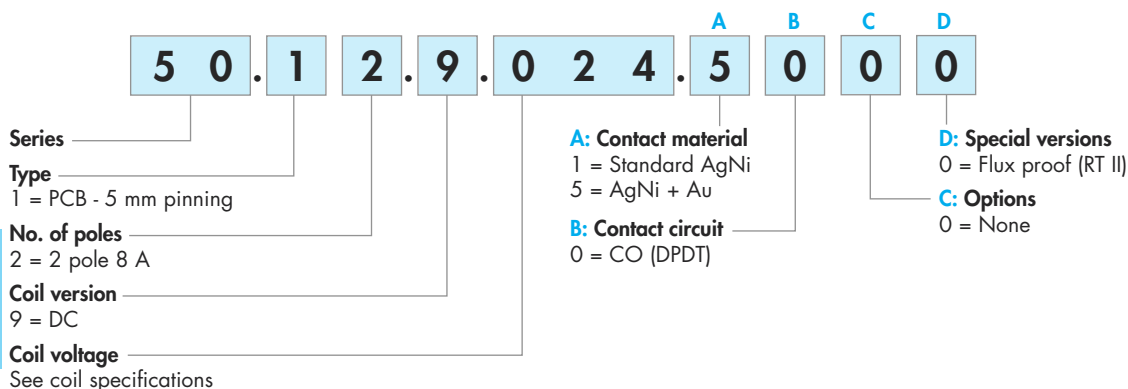 A B C D
5 0 . 1 2 . 9 . 0 2 4 . 5 0 0 0
Series
Type
1 = PCB - 5 mm pinning
No. of poles
2 = 2 pole 8 A
Coil version
9 = DC
Coil voltage
See coil specifications
A: Contact material
1 = Standard AgNi
5 = AgNi + Au
B: Contact circuit
0 = CO (DPDT)
D: Special versions
0 = Flux proof (RT II)
C: Options
0 = None